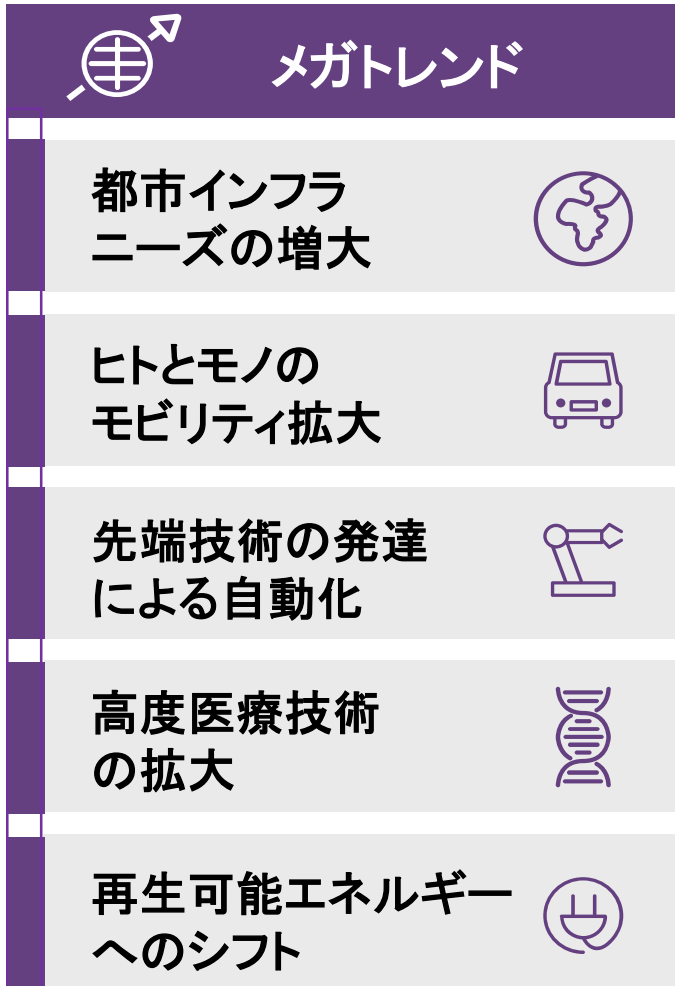 メガトレンド
都市インフラ
ニーズの増大
ヒトとモノの
モビリティ拡大
先端技術の発達
による自動化
高度医療技術
の拡大
再生可能エネルギー
へのシフト